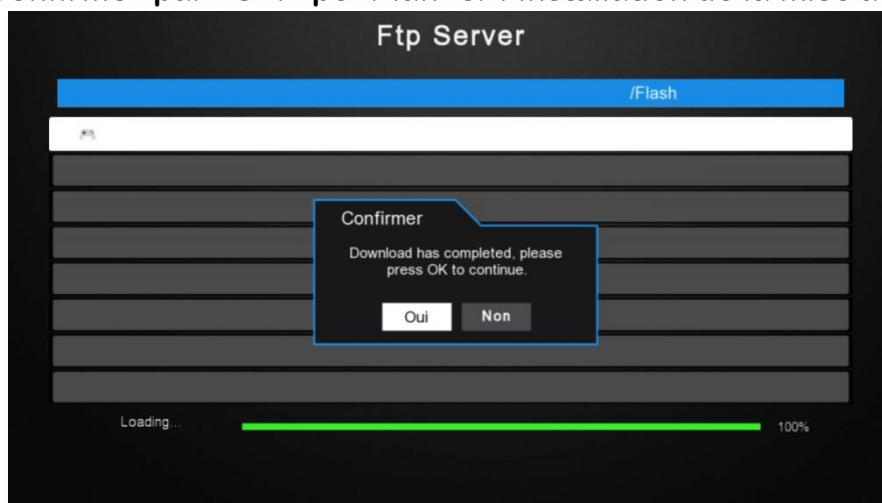 Ftp Server
/Flash
Confirmer
Download has completed, please
press OK to continue.
Oui Non
Loading... 100%